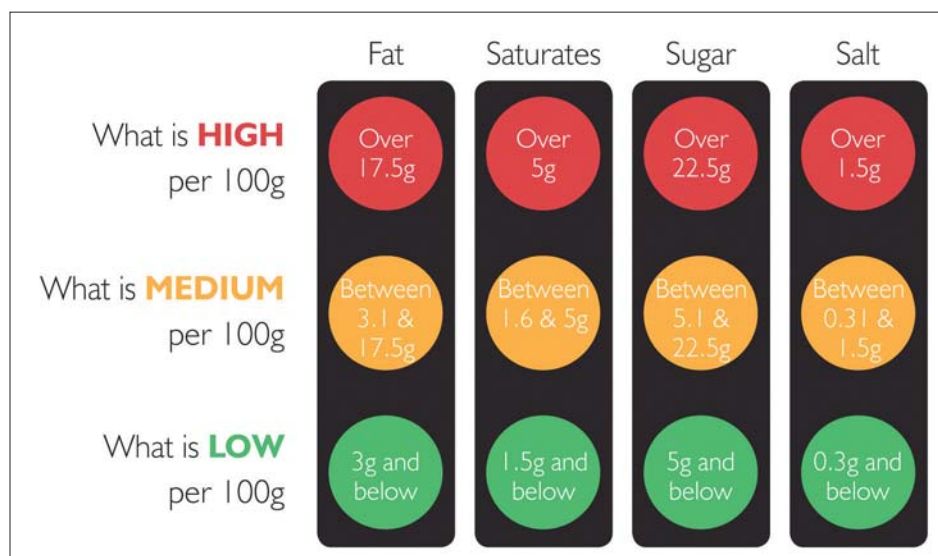 Fat Saturates Sugar Salt
What is HIGH
per 100g
Over
17.5g
Over
5g
Over
22.5g
Over
1.5g
What is MEDIUM
per 100g
Between
3.1 &
17.5g
Between
1.6 & 5g
Between
5.1 &
22.5g
Between
0.31 &
1.5g
What is LOW
per 100g
3g and
below
1.5g and
below
5g and
below
0.3g and
below